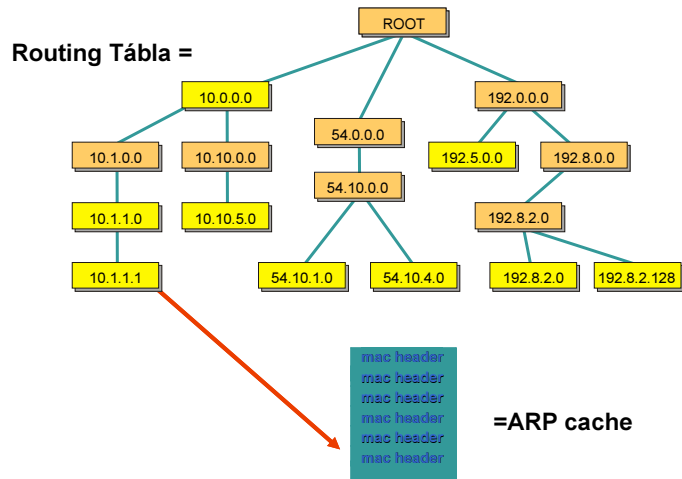 ROOT
Routing Tábla =
10.0.0.0
192.0.0.0
54.0.0.0
10.1.0.0
10.10.0.0
192.5.0.0
192.8.0.0
54.10.0.0
10.1.1.0
10.10.5.0
192.8.2.0
10.1.1.1
54.10.1.0
54.10.4.0
192.8.2.0
192.8.2.128
mac header
mac header
mac header
mac header
mac header
mac header
=ARP cache